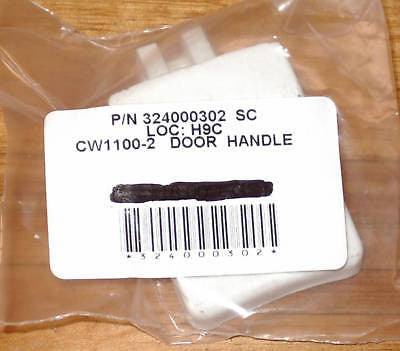 P/N 324000302 SC
LOC: H9C
CW1100-2 DOOR HANDLE
*324000302*